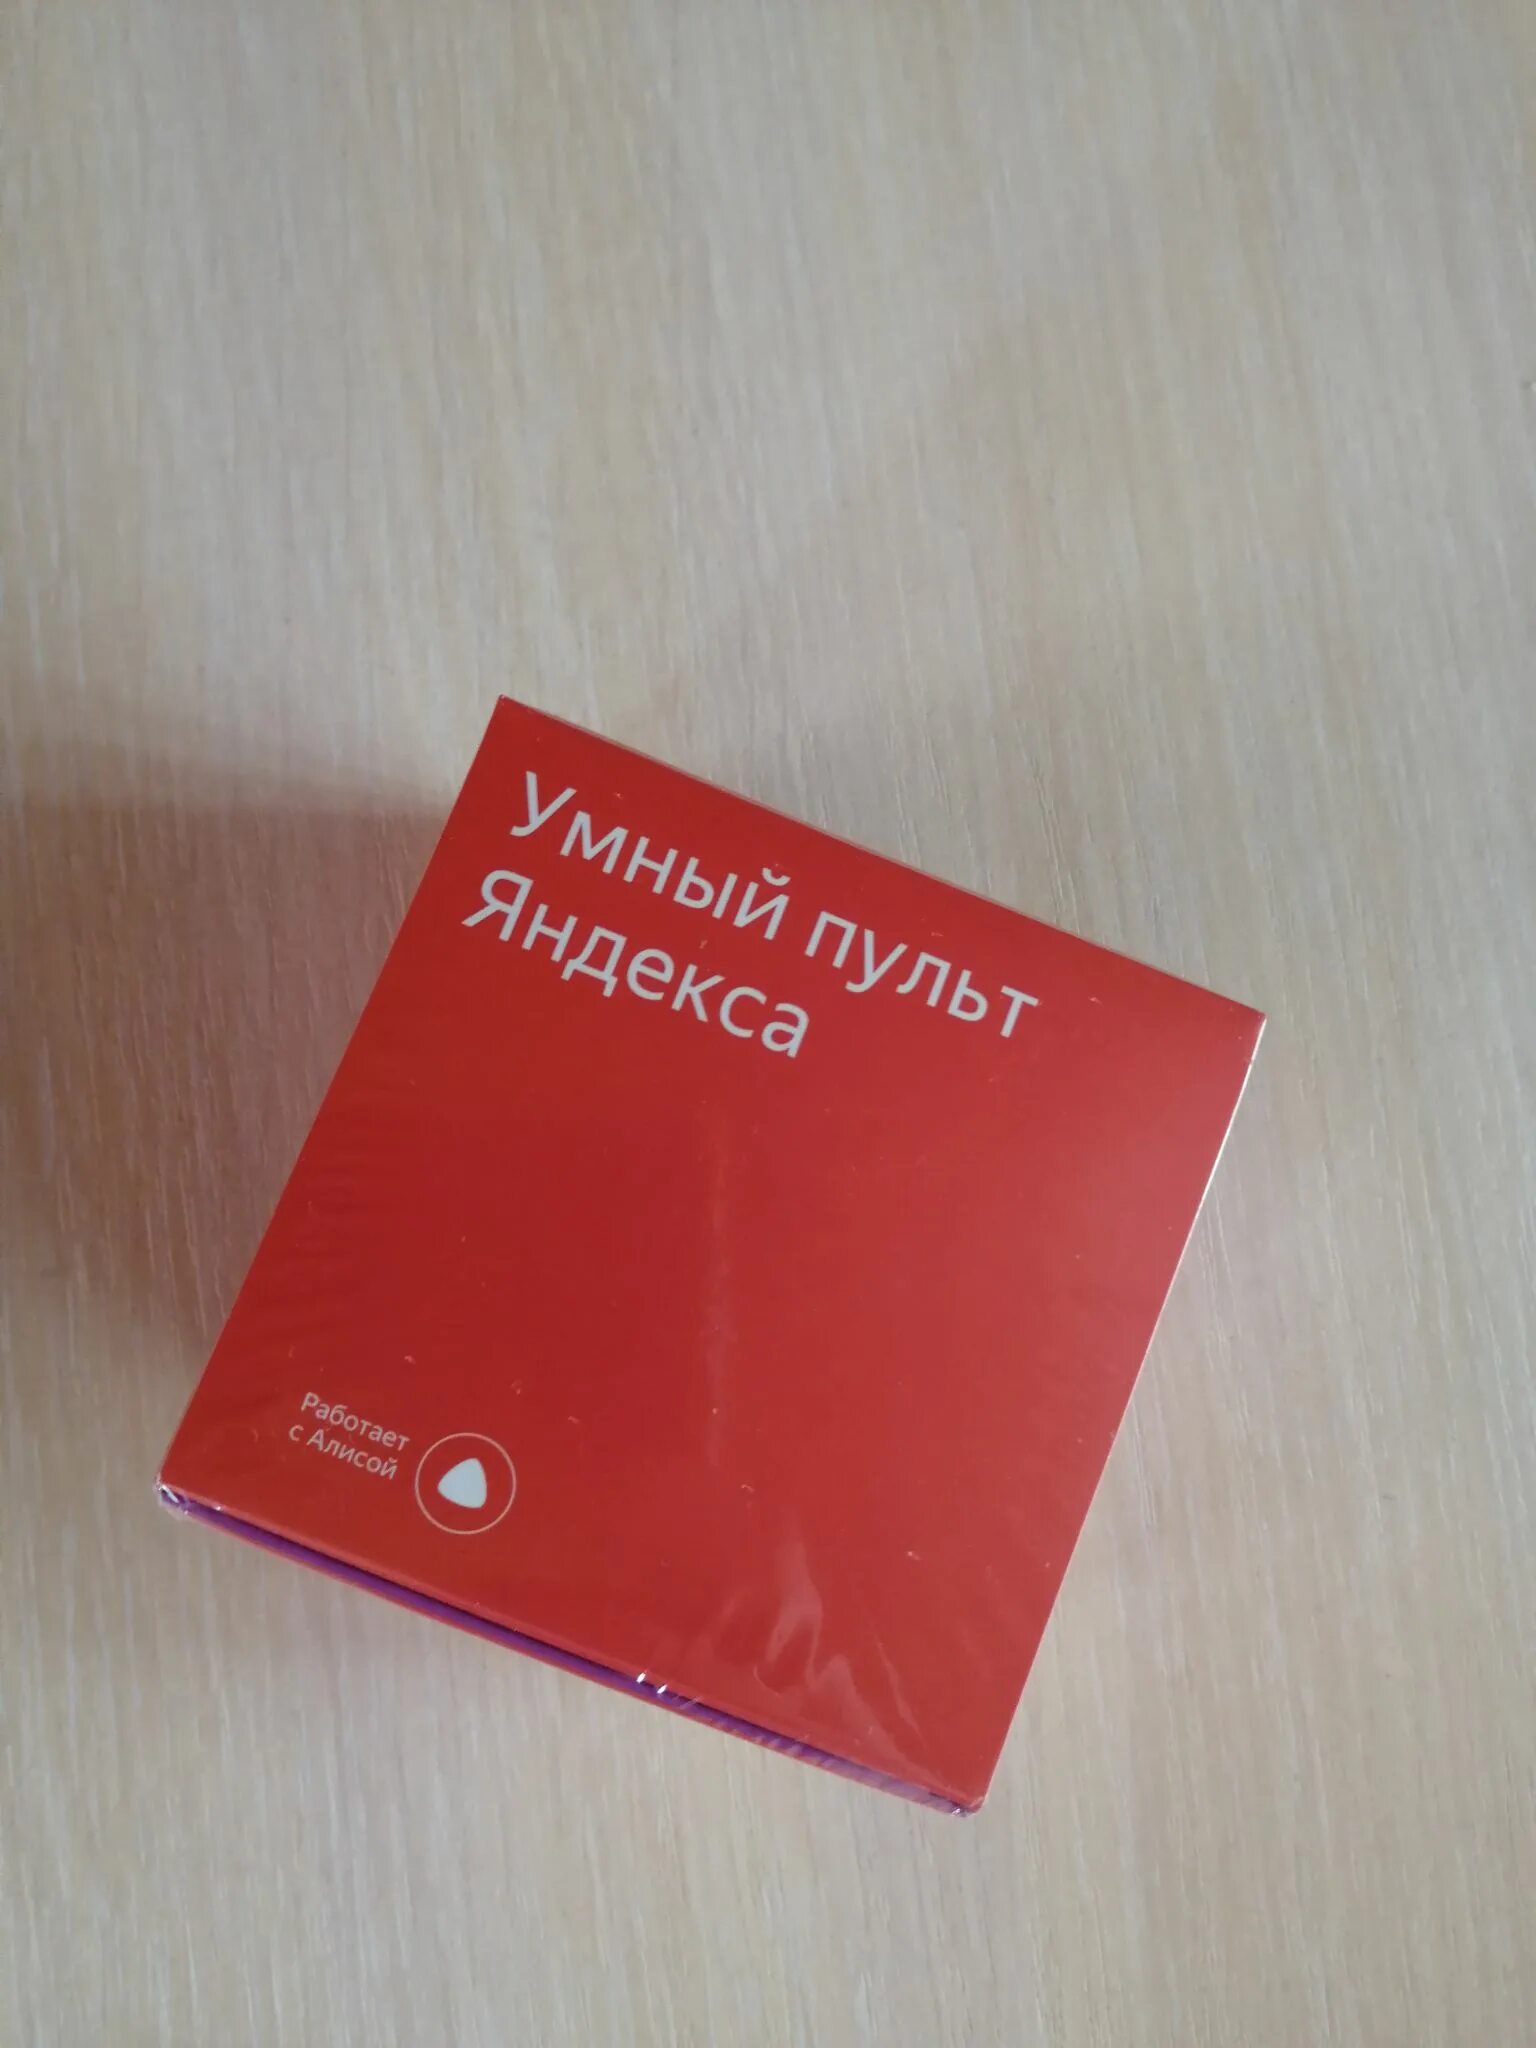 Умный пульт
Яндекса
Работает
с Алисой